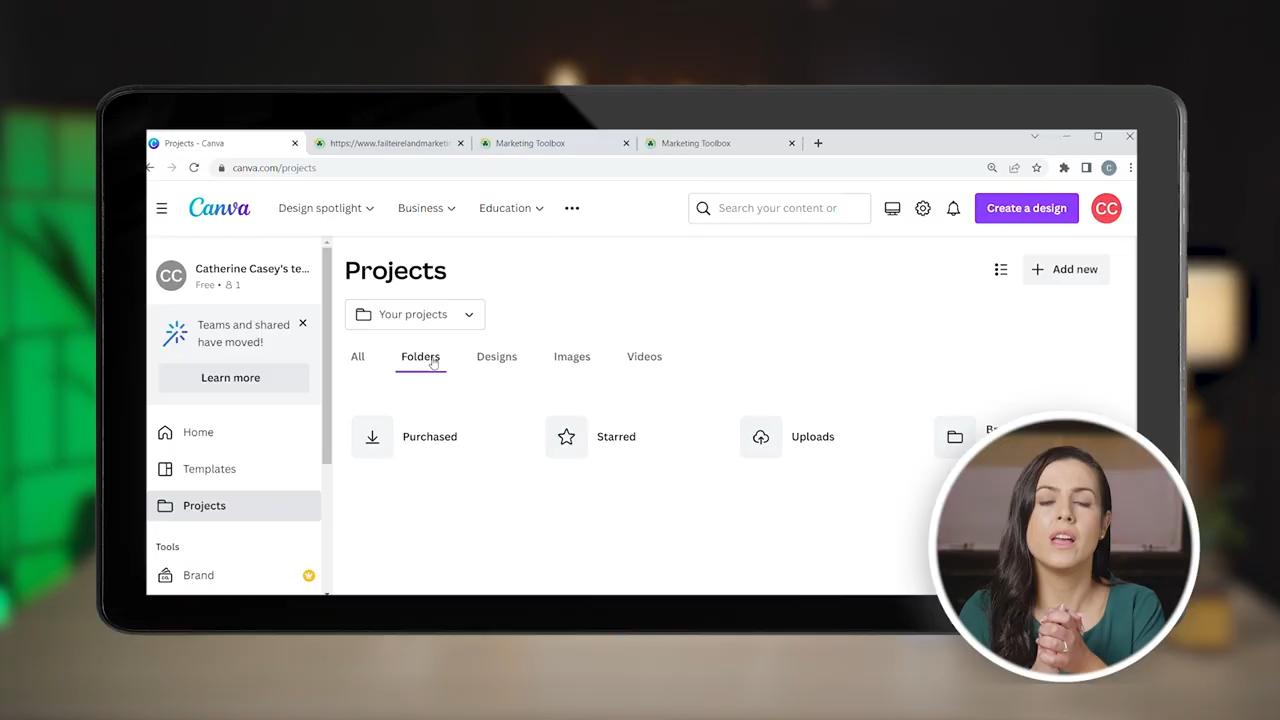 Projects - Canva
https://www.failteirelandmarketi
Marketing Toolbox
Marketing Toolbox
canva.com/projects
C
Canva
Design spotlight
Business
Education
Search your content or
Create a design
CC
CC
Catherine Casey's te...
Free • 1
Teams and shared
have moved!
Learn more
Home
Templates
Projects
Tools
Brand
Projects
Add new
Your projects
All
Folders
Designs
Images
Videos
Purchased
Starred
Uploads